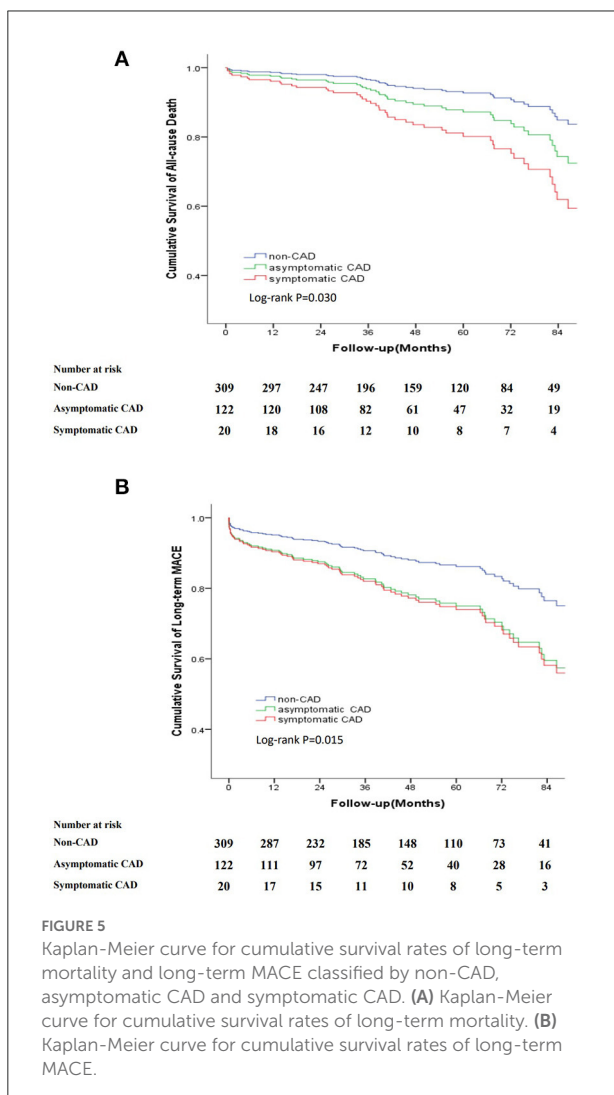 A
Cumulative Survival of All-cause Death
1.0
0.8
0.6
0.4
non-CAD
asymptomatic CAD
symptomatic CAD
Log-rank P=0.030
0 12 24 36 48 60 72 84
Follow-up(Months)
Number at risk
Non-CAD 309 297 247 196 159 120 84 49
Asymptomatic CAD 122 120 108 82 61 47 32 19
Symptomatic CAD 20 18 16 12 10 8 7 4
B
Cumulative Survival of Long-term MACE
1.0
0.8
0.6
0.4
non-CAD
asymptomatic CAD
symptomatic CAD
Log-rank P=0.015
0 12 24 36 48 60 72 84
Follow-up(Months)
Number at risk
Non-CAD 309 287 232 185 148 110 73 41
Asymptomatic CAD 122 111 97 72 52 40 28 16
Symptomatic CAD 20 17 15 11 10 8 5 3
FIGURE 5
Kaplan-Meier curve for cumulative survival rates of long-term
mortality and long-term MACE classified by non-CAD,
asymptomatic CAD and symptomatic CAD. (A) Kaplan-Meier
curve for cumulative survival rates of long-term mortality. (B)
Kaplan-Meier curve for cumulative survival rates of long-term
MACE.